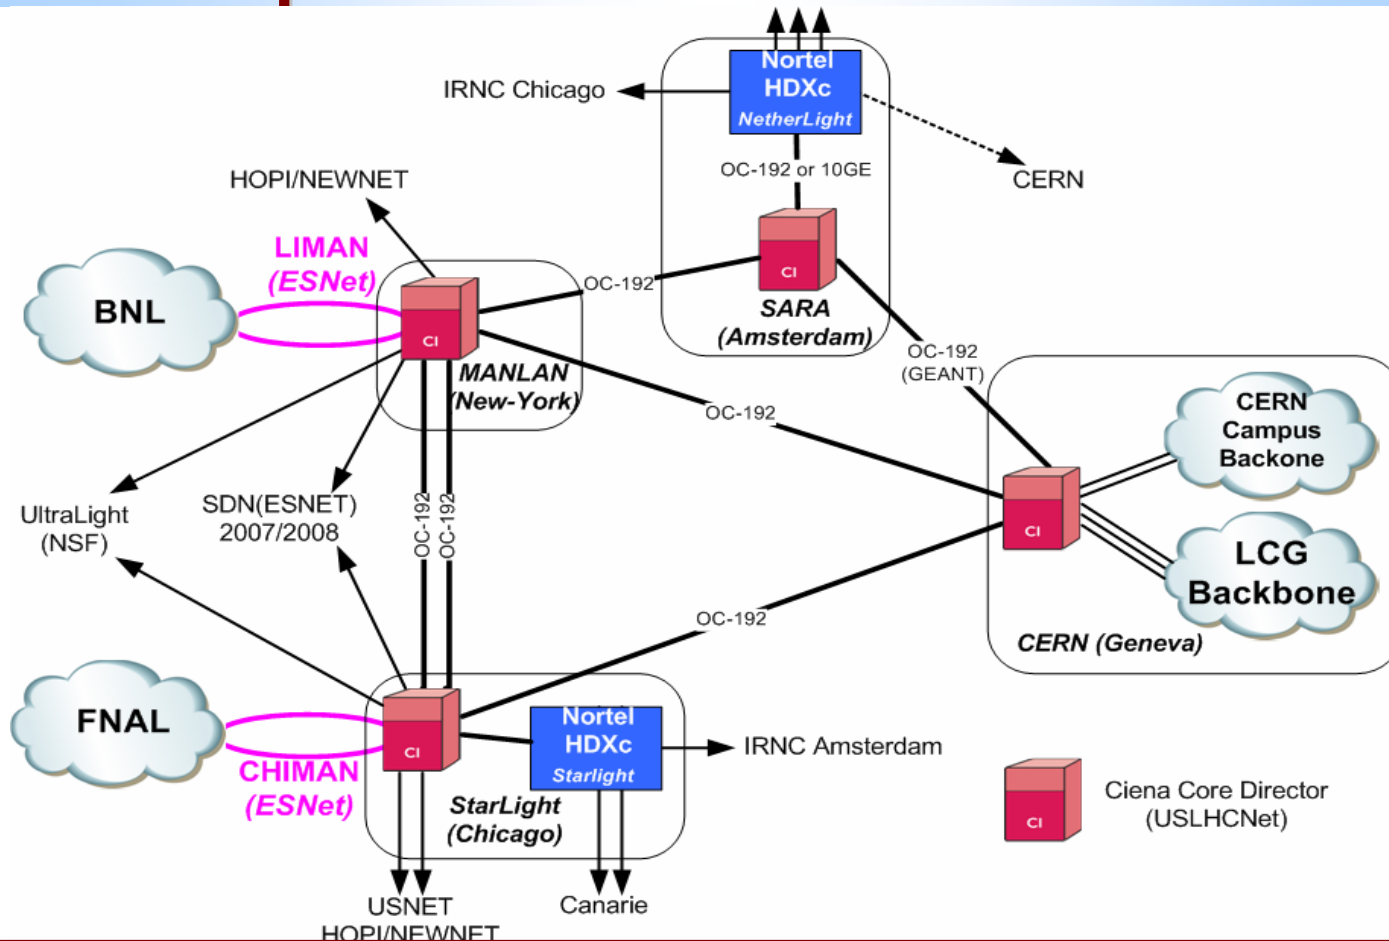 Nortel
HDXc
NetherLight
IRNC Chicago
OC-192 or 10GE
CERN
HOPI/NEWNET
LIMAN
(ESNet)
BNL
CI
OC-192
CI
SARA
(Amsterdam)
MANLAN
(New-York)
OC-192
(GEANT)
OC-192
CERN
Campus
Backone
UltraLight
(NSF)
SDN(ESNET)
2007/2008
OC-192
OC-192
CI
LCG
Backbone
OC-192
CERN (Geneva)
FNAL
CHIMAN
(ESNet)
CI
Nortel
HDXc
Starlight
IRNC Amsterdam
StarLight
(Chicago)
CI
Ciena Core Director
(USLHCNet)
USNET
HOPI/NEWNET
Canarie